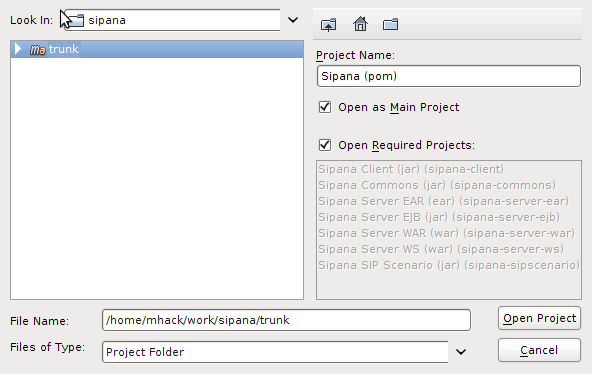 Look In: sipana
ma trunk
Project Name:
Sipana (pom)
Open as Main Project
Open Required Projects:
Sipana Client (jar) (sipana-client)
Sipana Commons (jar) (sipana-commons)
Sipana Server EAR (ear) (sipana-server-ear)
Sipana Server EJB (jar) (sipana-server-ejb)
Sipana Server WAR (war) (sipana-server-war)
Sipana Server WS (war) (sipana-server-ws)
Sipana SIP Scenario (jar) (sipana-sipscenario)
File Name: /home/mhack/work/sipana/trunk
Open Project
Files of Type: Project Folder
Cancel